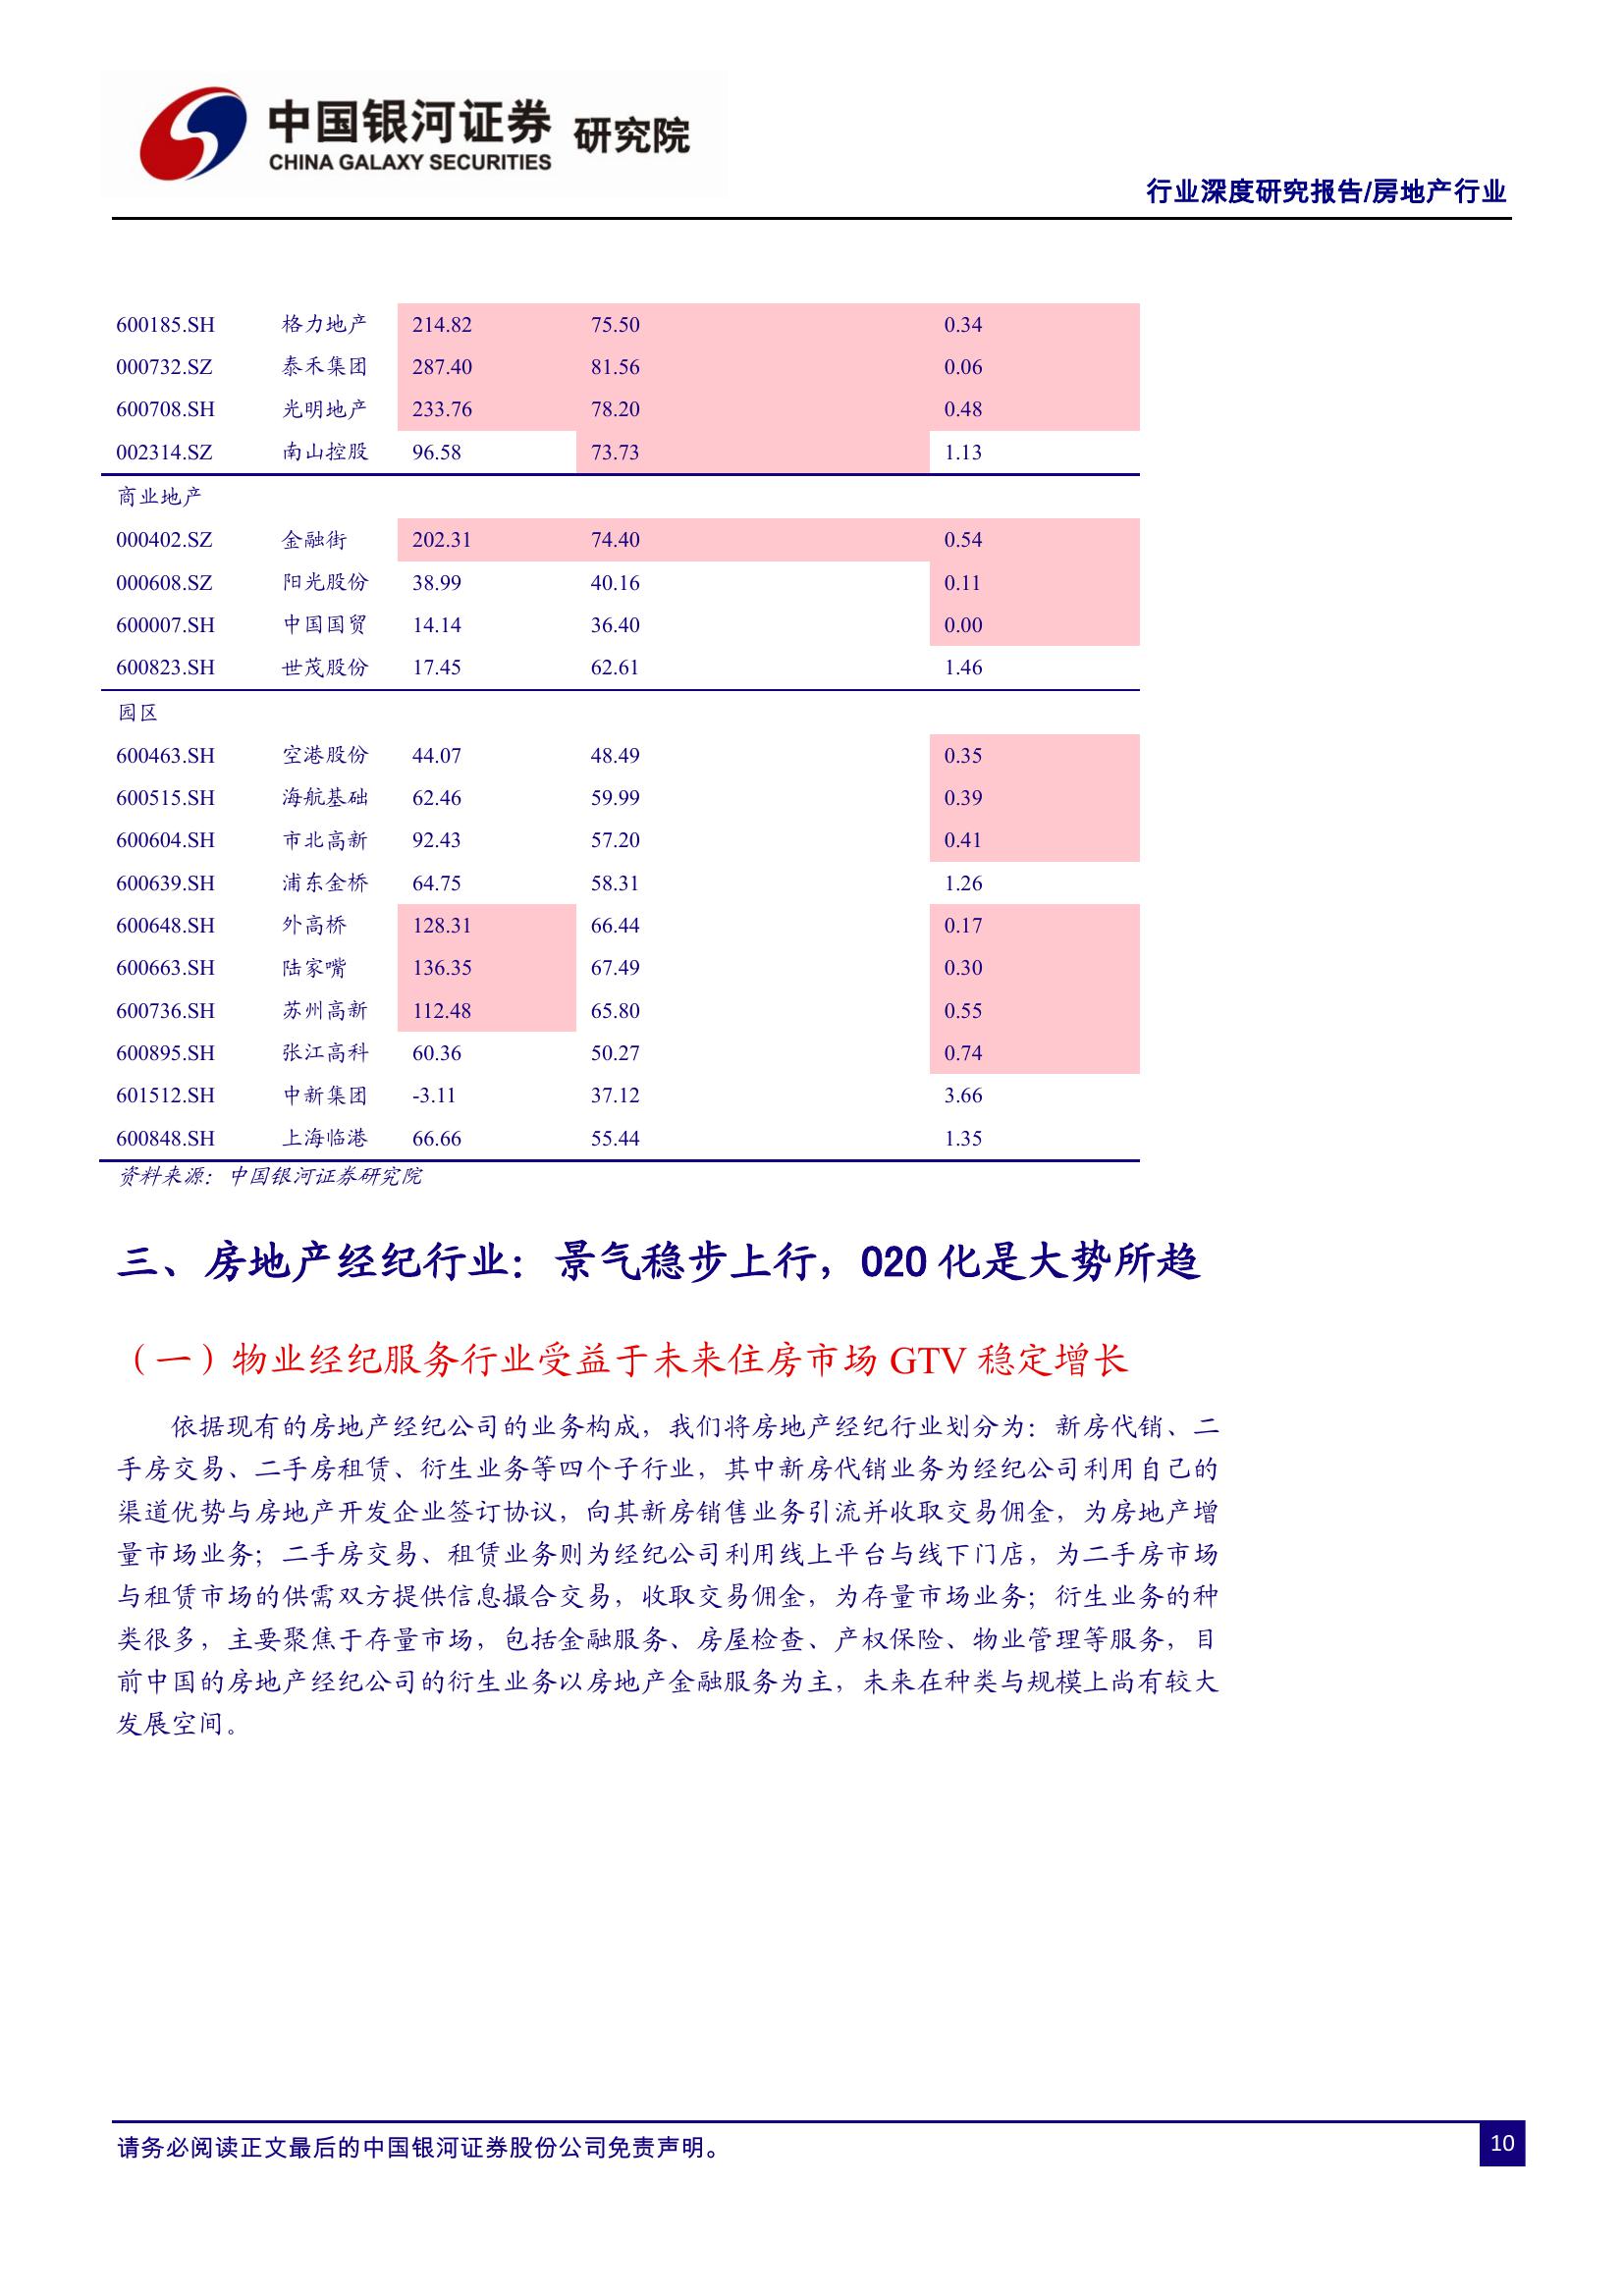 中国银河证券 研究院
CHINA GALAXY SECURITIES
行业深度研究报告/房地产行业
600185.SH 格力地产 214.82 75.50 0.34
000732.SZ 泰禾集团 287.40 81.56 0.06
600708.SH 光明地产 233.76 78.20 0.48
002314.SZ 南山控股 96.58 73.73 1.13
商业地产
000402.SZ 金融街 202.31 74.40 0.54
000608.SZ 阳光股份 38.99 40.16 0.11
600007.SH 中国国贸 14.14 36.40 0.00
600823.SH 世茂股份 17.45 62.61 1.46
园区
600463.SH 空港股份 44.07 48.49 0.35
600515.SH 海航基础 62.46 59.99 0.39
600604.SH 市北高新 92.43 57.20 0.41
600639.SH 浦东金桥 64.75 58.31 1.26
600648.SH 外高桥 128.31 66.44 0.17
600663.SH 陆家嘴 136.35 67.49 0.30
600736.SH 苏州高新 112.48 65.80 0.55
600895.SH 张江高科 60.36 50.27 0.74
601512.SH 中新集团 -3.11 37.12 3.66
600848.SH 上海临港 66.66 55.44 1.35
资料来源：中国银河证券研究院
三、房地产经纪行业：景气稳步上行，O2O 化是大势所趋
（一）物业经纪服务行业受益于未来住房市场 GTV 稳定增长
依据现有的房地产经纪公司的业务构成，我们将房地产经纪行业划分为：新房代销、二
手房交易、二手房租赁、衍生业务等四个子行业，其中新房代销业务为经纪公司利用自己的
渠道优势与房地产开发企业签订协议，向其新房销售业务引流并收取交易佣金，为房地产增
量市场业务；二手房交易、租赁业务则为经纪公司利用线上平台与线下门店，为二手房市场
与租赁市场的供需双方提供信息撮合交易，收取交易佣金，为存量市场业务；衍生业务的种
类很多，主要聚焦于存量市场，包括金融服务、房屋检查、产权保险、物业管理等服务，目
前中国的房地产经纪公司的衍生业务以房地产金融服务为主，未来在种类与规模上尚有较大
发展空间。
请务必阅读正文最后的中国银河证券股份公司免责声明。
10